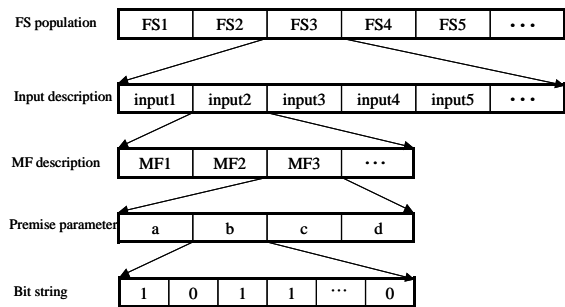 FS population FS1 FS2 FS3 FS4 FS5 ···
Input description input1 input2 input3 input4 input5 ···
MF description MF1 MF2 MF3 ···
Premise parameter a b c d
Bit string 1 0 1 1 ··· 0